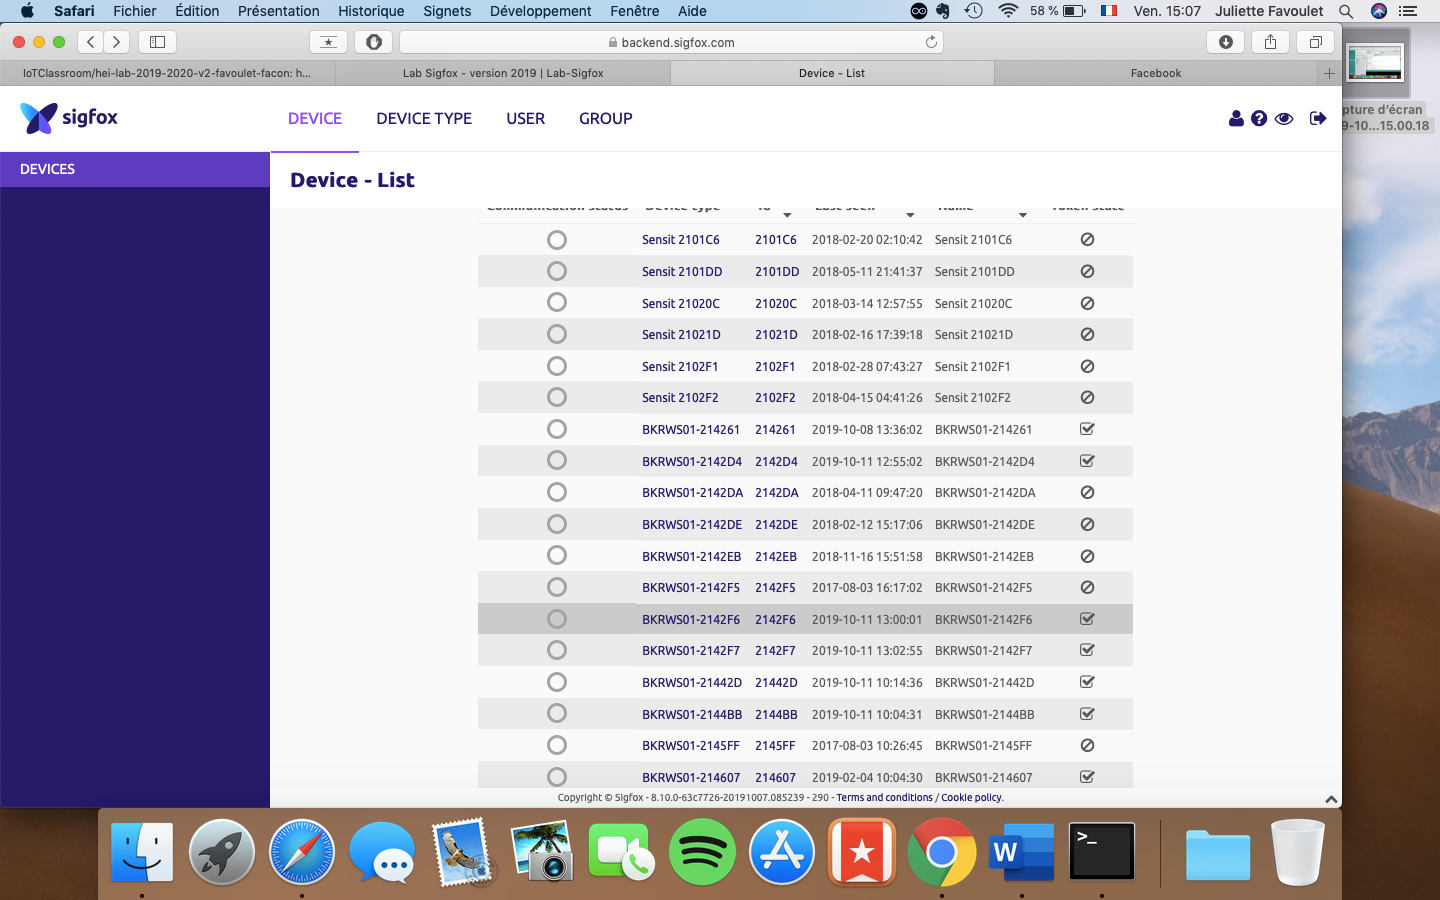 Safari Fichier Édition Présentation Historique Signets Développement Fenêtre Aide 58 % Ven. 15:07 Juliette Favoulet
backend.sigfox.com
IoTClassroom/hei-lab-2019-2020-v2-favoulet-facon: h... Lab Sigfox - version 2019 | Lab-Sigfox Device - List Facebook
pture d'écran
9-10...15.00.18
sigfox DEVICE DEVICE TYPE USER GROUP
DEVICES
Device - List
Communication status Device type Id Last seen Name Token state
Sensit 2101C6 2101C6 2018-02-20 02:10:42 Sensit 2101C6
Sensit 2101DD 2101DD 2018-05-11 21:41:37 Sensit 2101DD
Sensit 21020C 21020C 2018-03-14 12:57:55 Sensit 21020C
Sensit 21021D 21021D 2018-02-16 17:39:18 Sensit 21021D
Sensit 2102F1 2102F1 2018-02-28 07:43:27 Sensit 2102F1
Sensit 2102F2 2102F2 2018-04-15 04:41:26 Sensit 2102F2
BKRWS01-214261 214261 2019-10-08 13:36:02 BKRWS01-214261
BKRWS01-2142D4 2142D4 2019-10-11 12:55:02 BKRWS01-2142D4
BKRWS01-2142DA 2142DA 2018-04-11 09:47:20 BKRWS01-2142DA
BKRWS01-2142DE 2142DE 2018-02-12 15:17:06 BKRWS01-2142DE
BKRWS01-2142EB 2142EB 2018-11-16 15:51:58 BKRWS01-2142EB
BKRWS01-2142F5 2142F5 2017-08-03 16:17:02 BKRWS01-2142F5
BKRWS01-2142F6 2142F6 2019-10-11 13:00:01 BKRWS01-2142F6
BKRWS01-2142F7 2142F7 2019-10-11 13:02:55 BKRWS01-2142F7
BKRWS01-21442D 21442D 2019-10-11 10:14:36 BKRWS01-21442D
BKRWS01-2144BB 2144BB 2019-10-11 10:04:31 BKRWS01-2144BB
BKRWS01-2145FF 2145FF 2017-08-03 10:26:45 BKRWS01-2145FF
BKRWS01-214607 214607 2019-02-04 10:04:30 BKRWS01-214607
Copyright © Sigfox - 8.10.0-63c7726-20191007.085239 - 290 - Terms and conditions / Cookie policy.
W >_